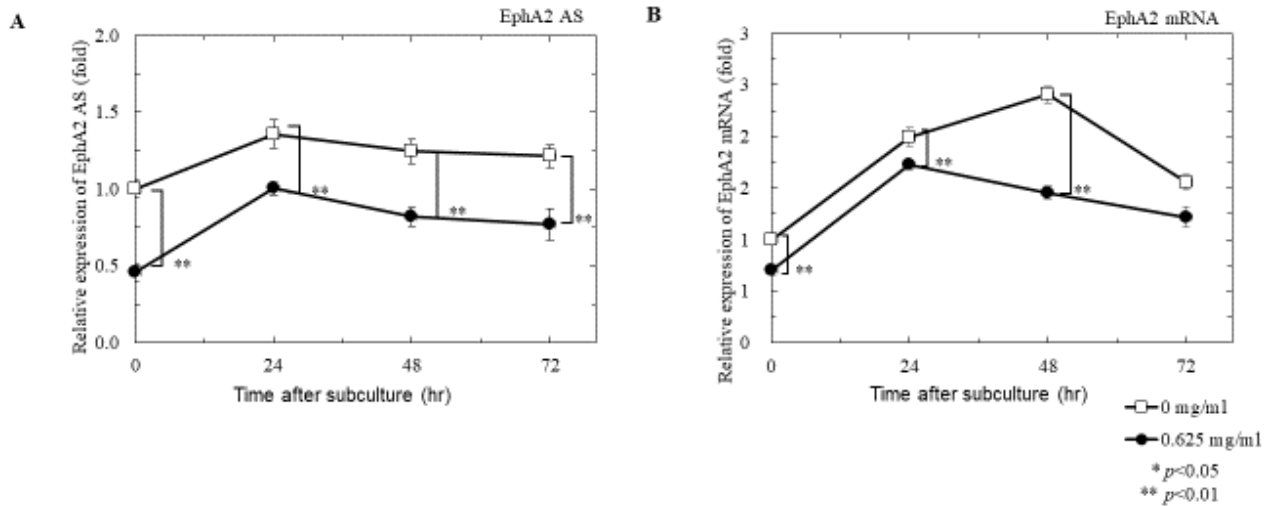 A
EphA2 AS
Relative expression of EphA2 AS (fold)
2.0
1.5
1.0
0.5
0.0
**
**
**
**
0
24
48
72
Time after subculture (hr)
B
EphA2 mRNA
Relative expression of EphA2 mRNA (fold)
3
3
2
2
1
1
0
**
**
**
0
24
48
72
Time after subculture (hr)
0 mg/ml
0.625 mg/ml
* p<0.05
** p<0.01